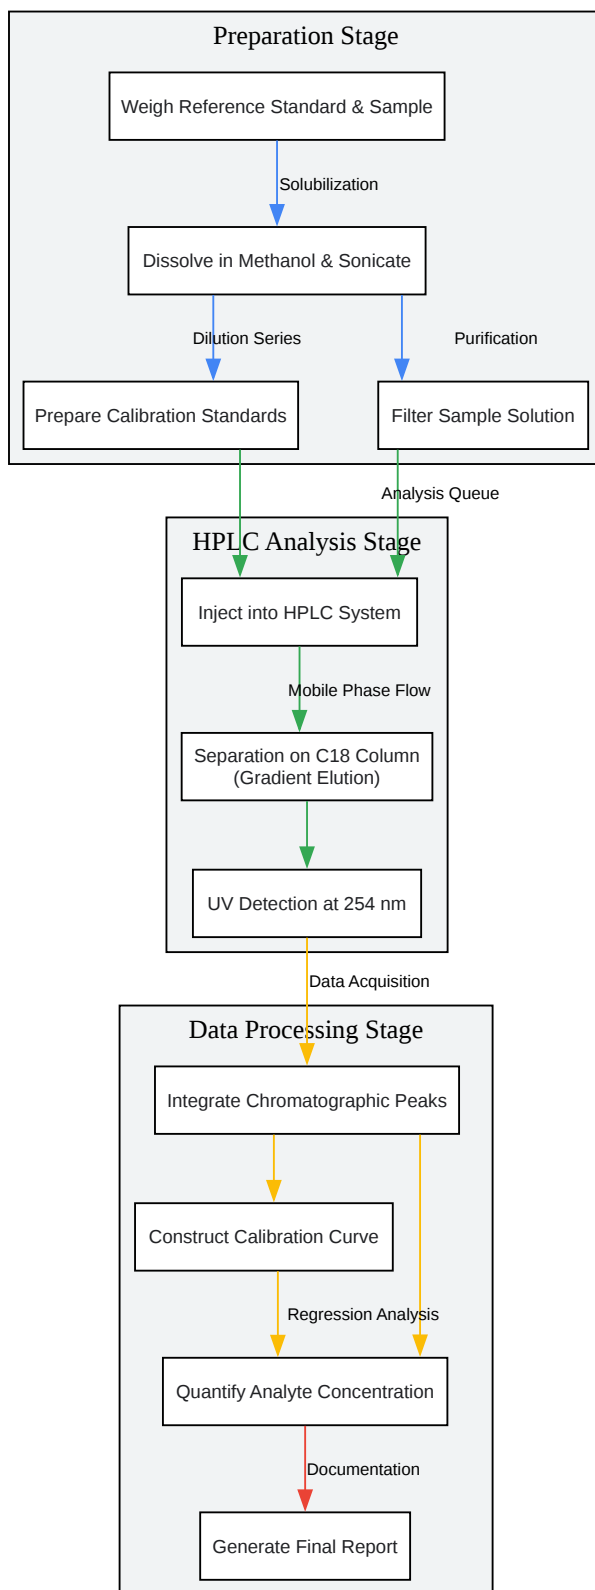 Preparation Stage
Weigh Reference Standard & Sample
Solubilization
Dissolve in Methanol & Sonicate
Dilution Series
Purification
Prepare Calibration Standards
Filter Sample Solution
Analysis Queue
HPLC Analysis Stage
Inject into HPLC System
Mobile Phase Flow
Separation on C18 Column
(Gradient Elution)
UV Detection at 254 nm
Data Acquisition
Data Processing Stage
Integrate Chromatographic Peaks
Construct Calibration Curve
Regression Analysis
Quantify Analyte Concentration
Documentation
Generate Final Report